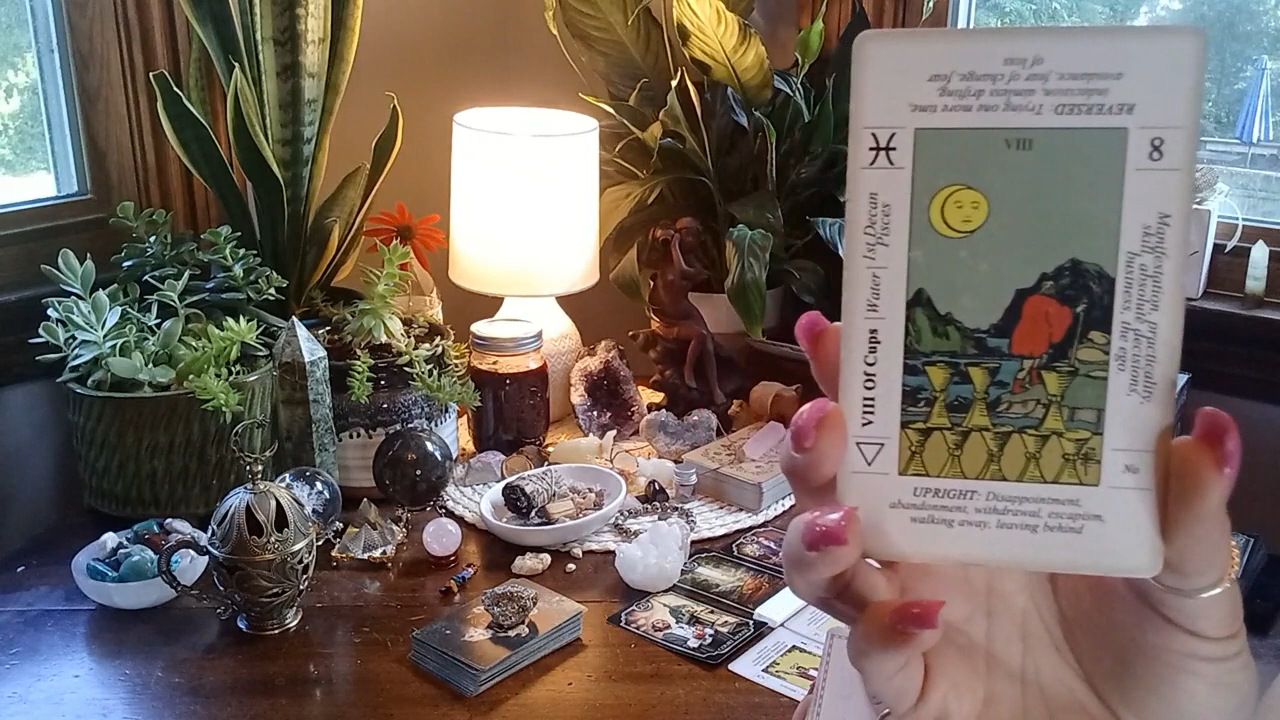 REVERSED: Trying one more time,
indecision, aimless drifting,
avoidance, fear of change, fear
of loss
8
VIII
VIII Of Cups | Water | 1st Decan
Pisces
Manifestation, practicality,
skill, absolute decisions,
business, the ego
No
UPRIGHT: Disappointment,
abandonment, withdrawal, escapism,
walking away, leaving behind